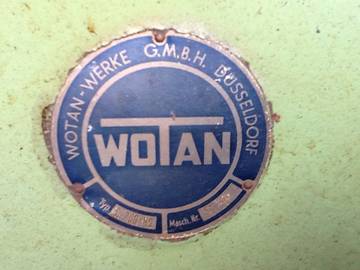 WOTAN-WERKE G.M.B.H. DÜSSELDORF
WOTAN
Typ
Masch. Nr.